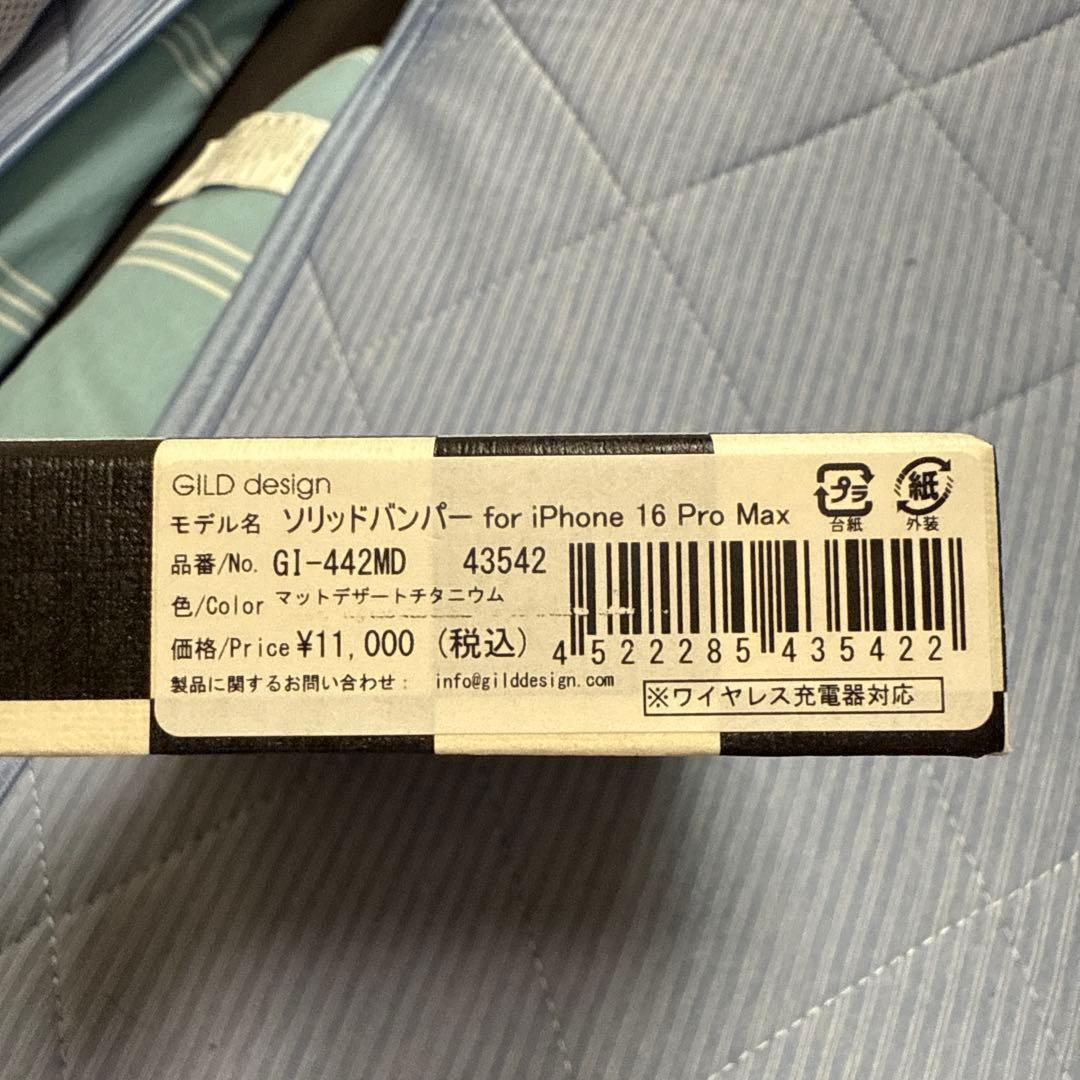 GILD design
モデル名 ソリッドバンパー for iPhone 16 Pro Max
品番/No. GI-442MD 43542
色/Color マットデザートチタニウム
価格/Price ¥11,000 (税込)
製品に関するお問い合わせ： info@gilddesign.com
プラ
台紙
紙
外装
4 522285 435422
※ワイヤレス充電器対応